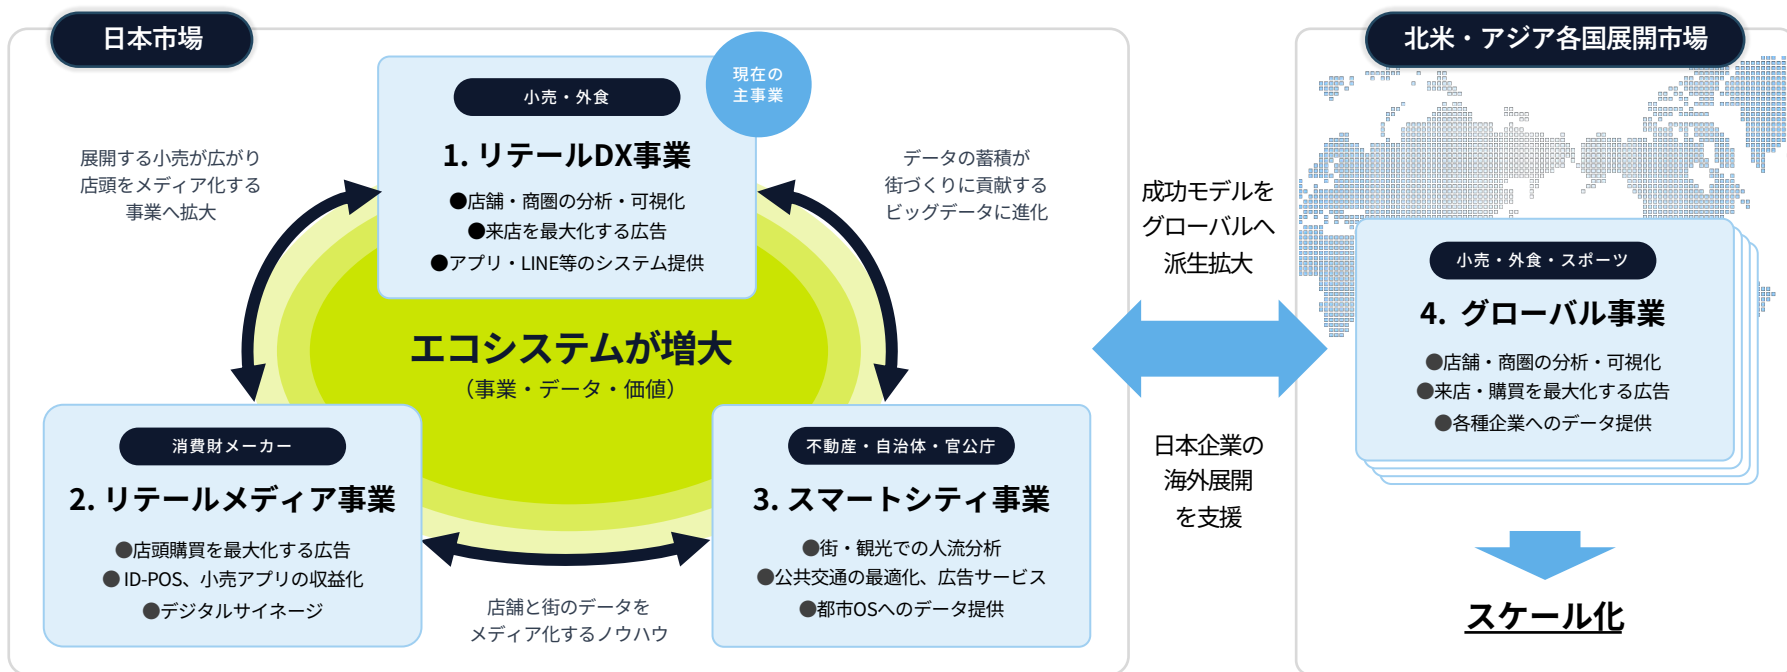 日本市場
現在の
主事業
小売・外食
1. リテールDX事業
●店舗・商圏の分析・可視化
●来店を最大化する広告
●アプリ・LINE等のシステム提供
展開する小売が広がり
店頭をメディア化する
事業へ拡大
データの蓄積が
街づくりに貢献する
ビッグデータに進化
エコシステムが増大
（事業・データ・価値）
消費財メーカー
2. リテールメディア事業
●店頭購買を最大化する広告
●ID-POS、小売アプリの収益化
●デジタルサイネージ
店舗と街のデータを
メディア化するノウハウ
不動産・自治体・官公庁
3. スマートシティ事業
●街・観光での人流分析
●公共交通の最適化、広告サービス
●都市OSへのデータ提供
成功モデルを
グローバルへ
派生拡大
日本企業の
海外展開
を支援
北米・アジア各国展開市場
小売・外食・スポーツ
4. グローバル事業
●店舗・商圏の分析・可視化
●来店・購買を最大化する広告
●各種企業へのデータ提供
スケール化